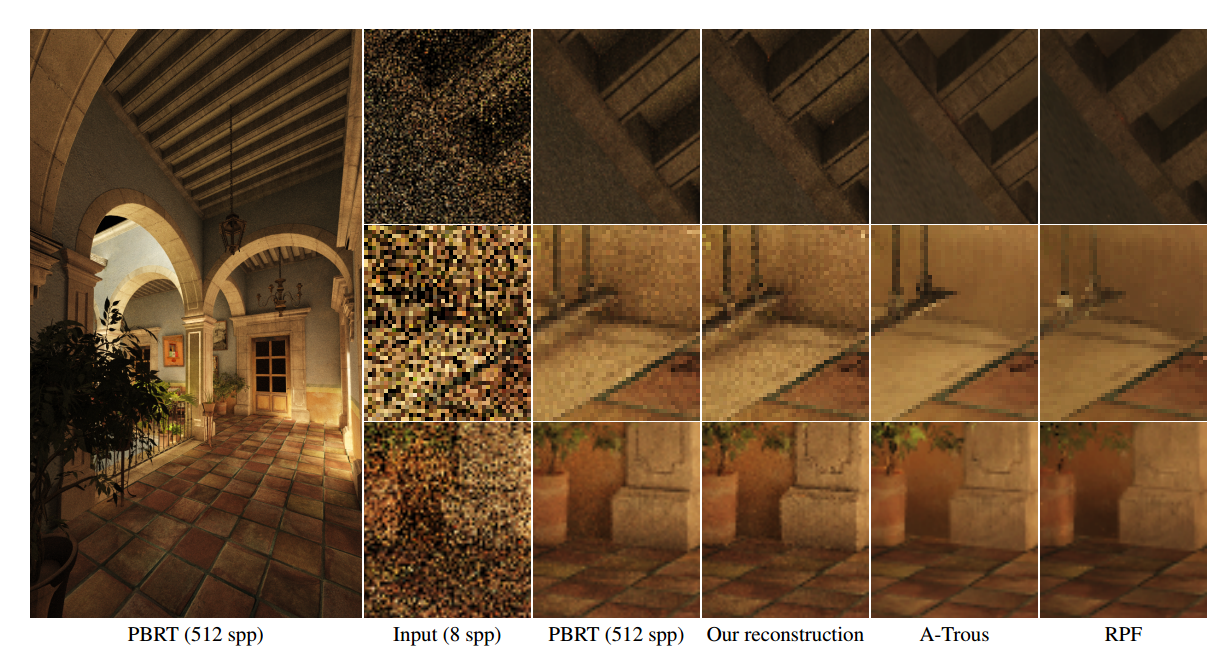 PBRT (512 spp)
Input (8 spp)
PBRT (512 spp)
Our reconstruction
A-Trous
RPF